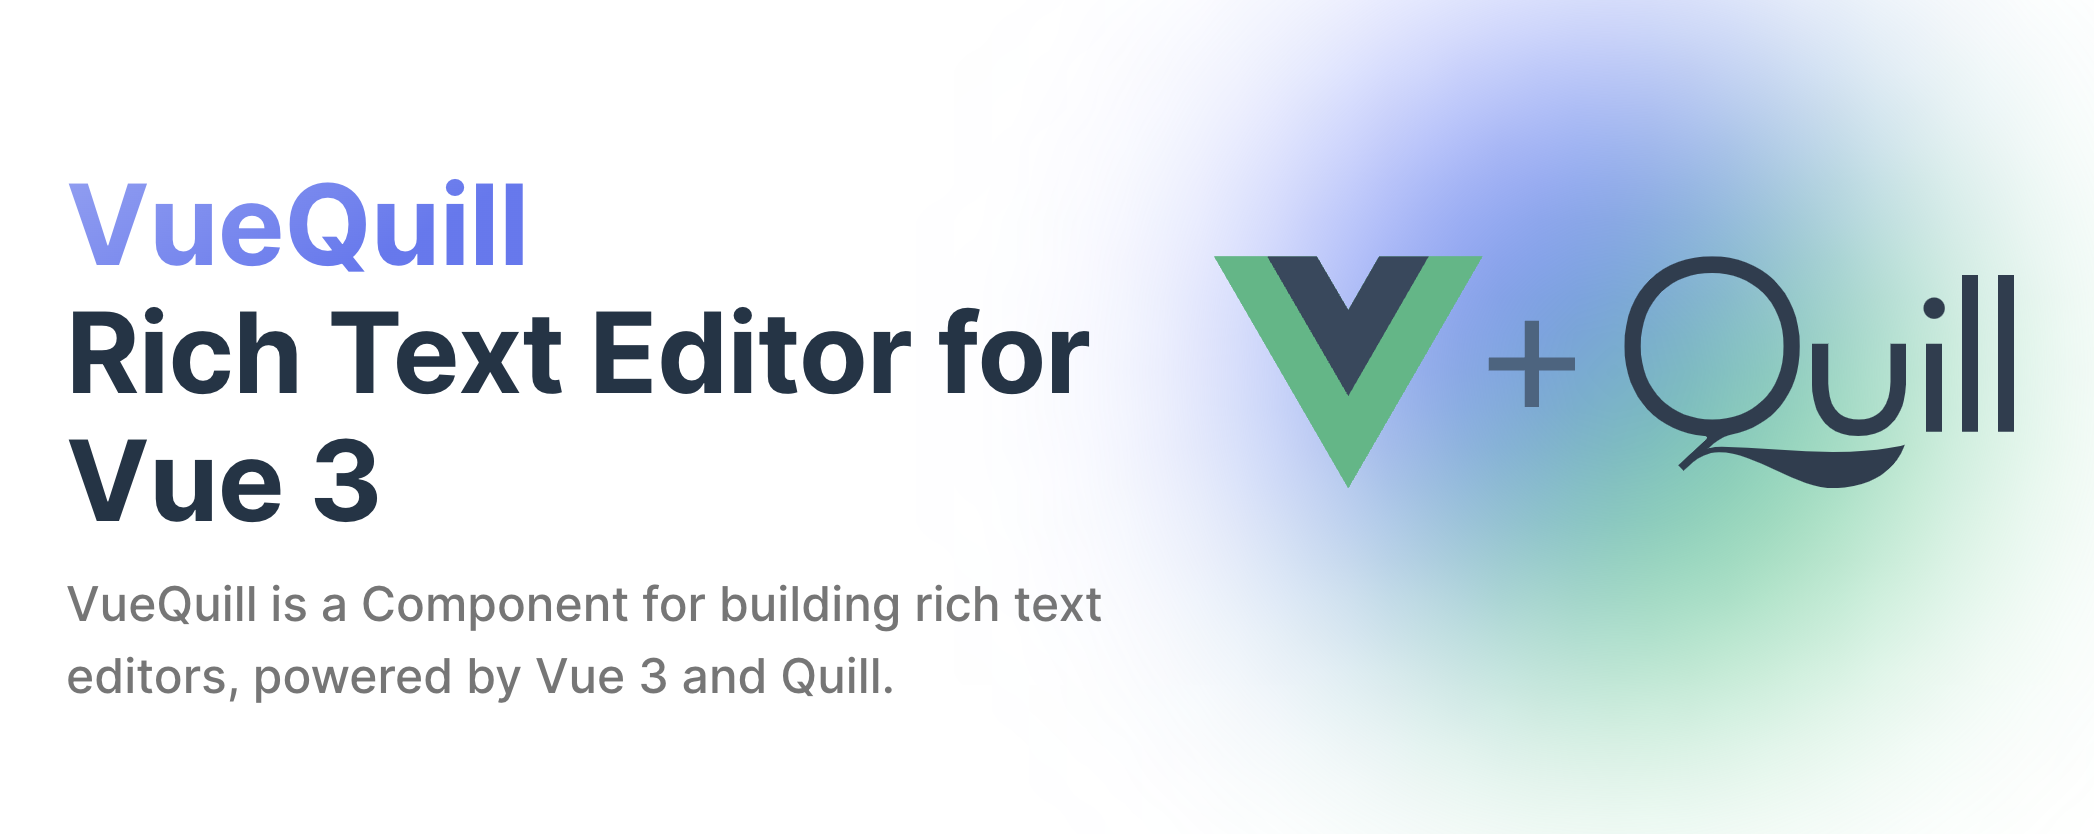 VueQuill
Rich Text Editor for
Vue 3
VueQuill is a Component for building rich text
editors, powered by Vue 3 and Quill.
+ Quill